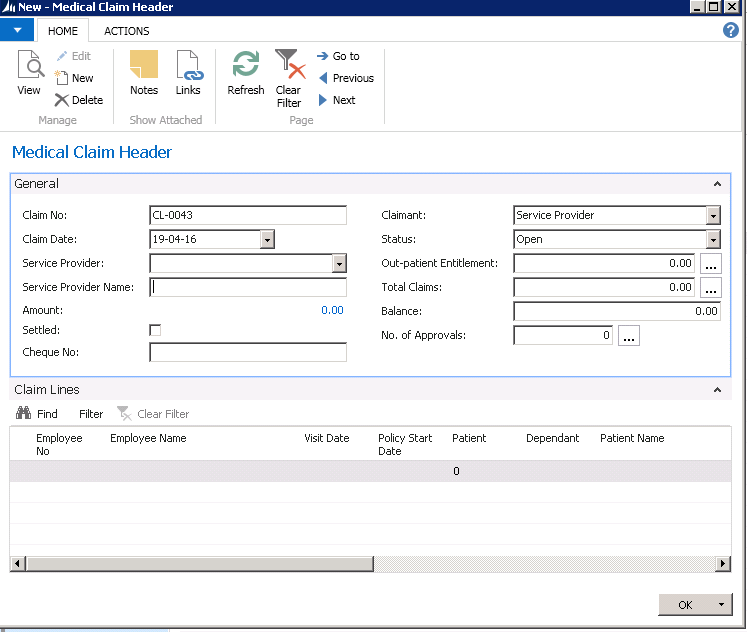 New - Medical Claim Header
HOME ACTIONS
View
Edit
New
Delete
Manage
Notes
Links
Show Attached
Refresh
Clear
Filter
Go to
Previous
Next
Page
Medical Claim Header
General
Claim No: CL-0043
Claim Date: 19-04-16
Service Provider:
Service Provider Name:
Amount: 0.00
Settled:
Cheque No:
Claimant: Service Provider
Status: Open
Out-patient Entitlement: 0.00 ...
Total Claims: 0.00 ...
Balance: 0.00
No. of Approvals: 0 ...
Claim Lines
Find Filter Clear Filter
Employee No Employee Name Visit Date Policy Start Date Patient Dependant Patient Name
0
OK